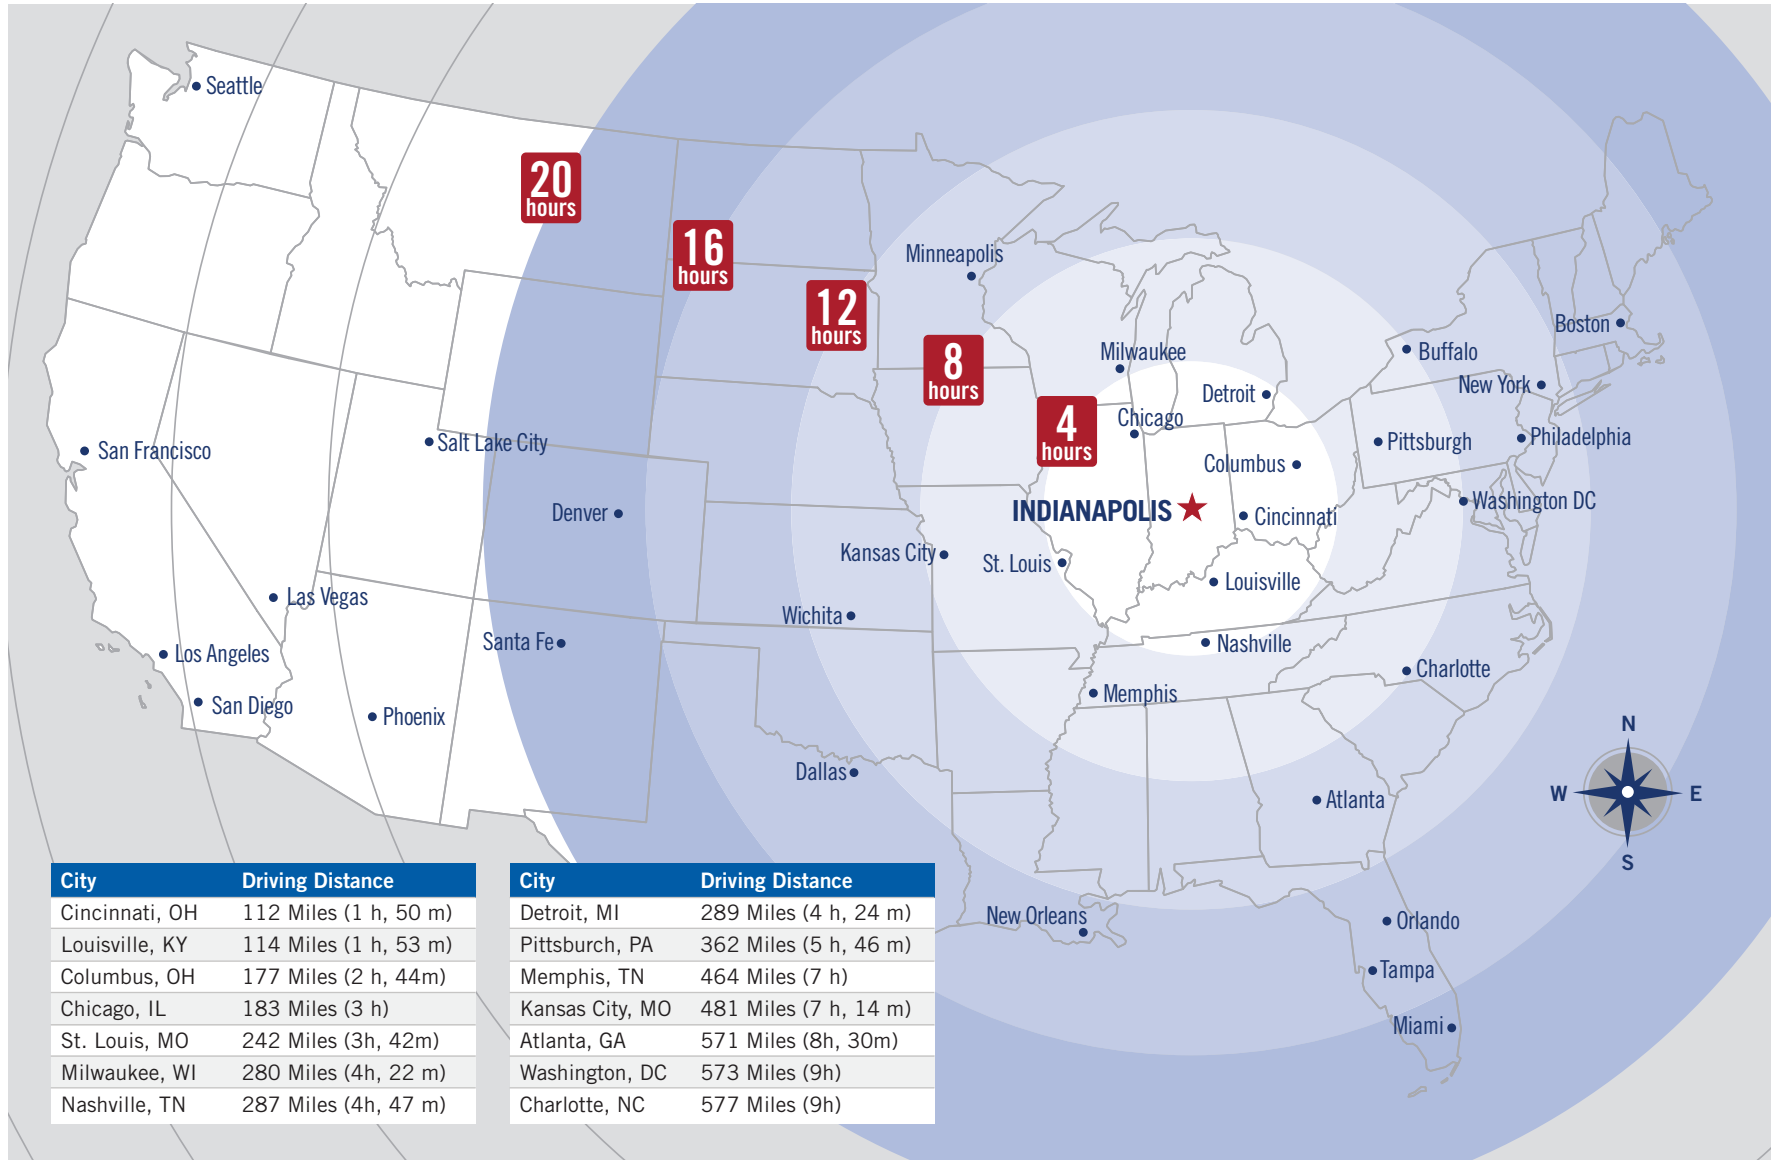 Seattle
20
hours
16
hours
Minneapolis
12
hours
Boston
8
hours
Milwaukee
Buffalo
New York
Detroit
4
hours
Chicago
San Francisco
Salt Lake City
Pittsburgh
Philadelphia
Columbus
Denver
INDIANAPOLIS
Cincinnati
Washington DC
Kansas City
St. Louis
Louisville
Las Vegas
Wichita
Santa Fe
Nashville
Los Angeles
Charlotte
Memphis
San Diego
Phoenix
N
Dallas
Atlanta
W
E
S
New Orleans
Orlando
Tampa
Miami
City Driving Distance
Cincinnati, OH 112 Miles (1 h, 50 m)
Louisville, KY 114 Miles (1 h, 53 m)
Columbus, OH 177 Miles (2 h, 44m)
Chicago, IL 183 Miles (3 h)
St. Louis, MO 242 Miles (3h, 42m)
Milwaukee, WI 280 Miles (4h, 22 m)
Nashville, TN 287 Miles (4h, 47 m)
City Driving Distance
Detroit, MI 289 Miles (4 h, 24 m)
Pittsburch, PA 362 Miles (5 h, 46 m)
Memphis, TN 464 Miles (7 h)
Kansas City, MO 481 Miles (7 h, 14 m)
Atlanta, GA 571 Miles (8h, 30m)
Washington, DC 573 Miles (9h)
Charlotte, NC 577 Miles (9h)